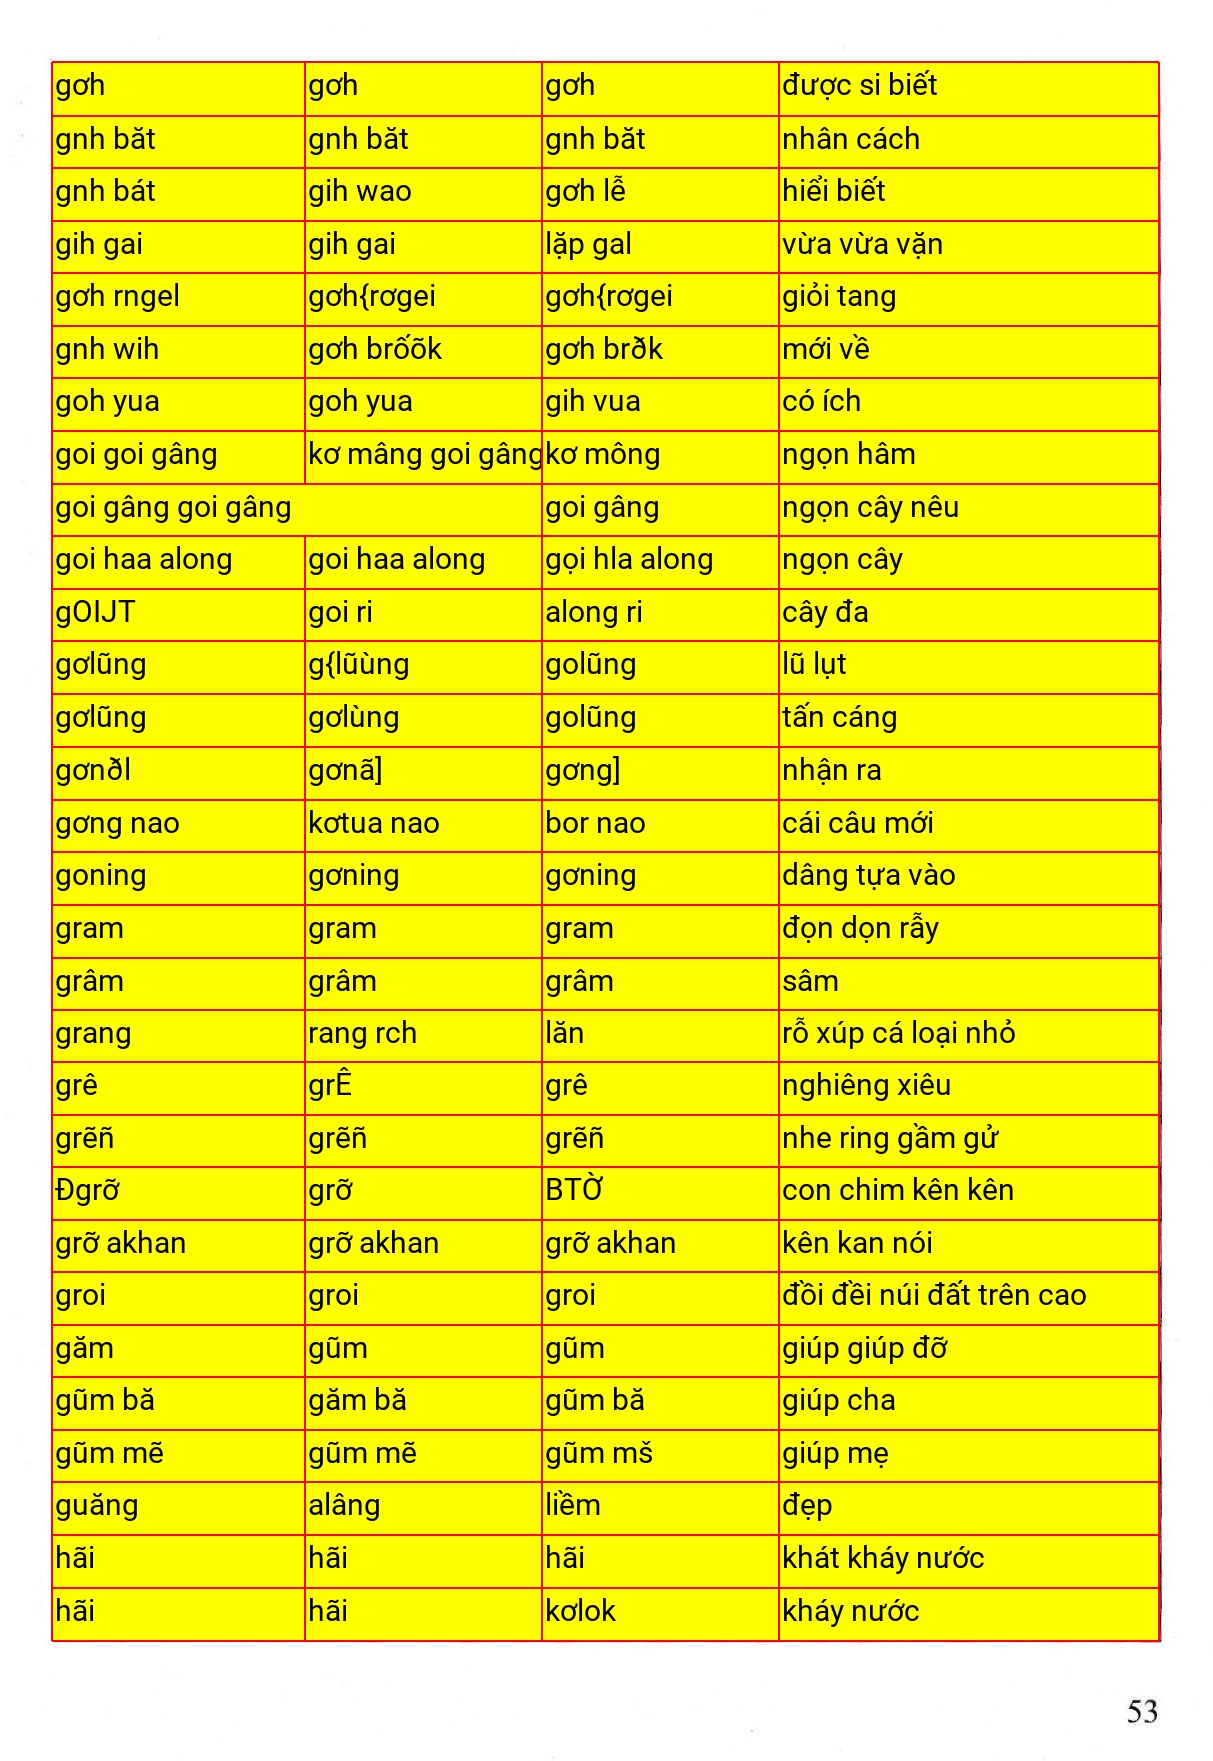 gơh gơh gơh được si biết
gnh băt gnh băt gnh băt nhân cách
gnh bát gih wao gơh lễ hiểi biết
gih gai gih gai lặp gal vừa vừa vặn
gơh rngel gơh{rơgei gơh{rơgei giỏi tang
gnh wih gơh brốõk gơh brðk mới về
goh yua goh yua gih vua có ích
goi goi gâng kơ mâng goi gâng kơ mông ngọn hâm
goi gâng goi gâng goi gâng ngọn cây nêu
goi haa along goi haa along gọi hla along ngọn cây
gOIJT goi ri along ri cây đa
gơlũng g{lũùng golũng lũ lụt
gơlũng gơlùng golũng tấn cáng
gơnðl gơnã] gơng] nhận ra
gơng nao kơtua nao bor nao cái câu mới
goning gơning gơning dâng tựa vào
gram gram gram đọn dọn rẫy
grâm grâm grâm sâm
grang rang rch lăn rỗ xúp cá loại nhỏ
grê grÊ grê nghiêng xiêu
grẽñ grẽñ grẽñ nhe ring gầm gử
Đgrỡ grỡ BTỜ con chim kên kên
grỡ akhan grỡ akhan grỡ akhan kên kan nói
groi groi groi đồi đềi núi đất trên cao
găm gũm gũm giúp giúp đỡ
gũm bă găm bă gũm bă giúp cha
gũm mẽ gũm mẽ gũm mš giúp mẹ
guăng alâng liềm đẹp
hãi hãi hãi khát kháy nước
hãi hãi kơlok kháy nước
53